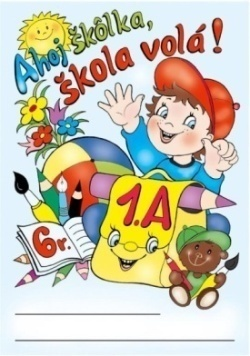 Ahoj škôlka,
škola volá!
1.A
6r.